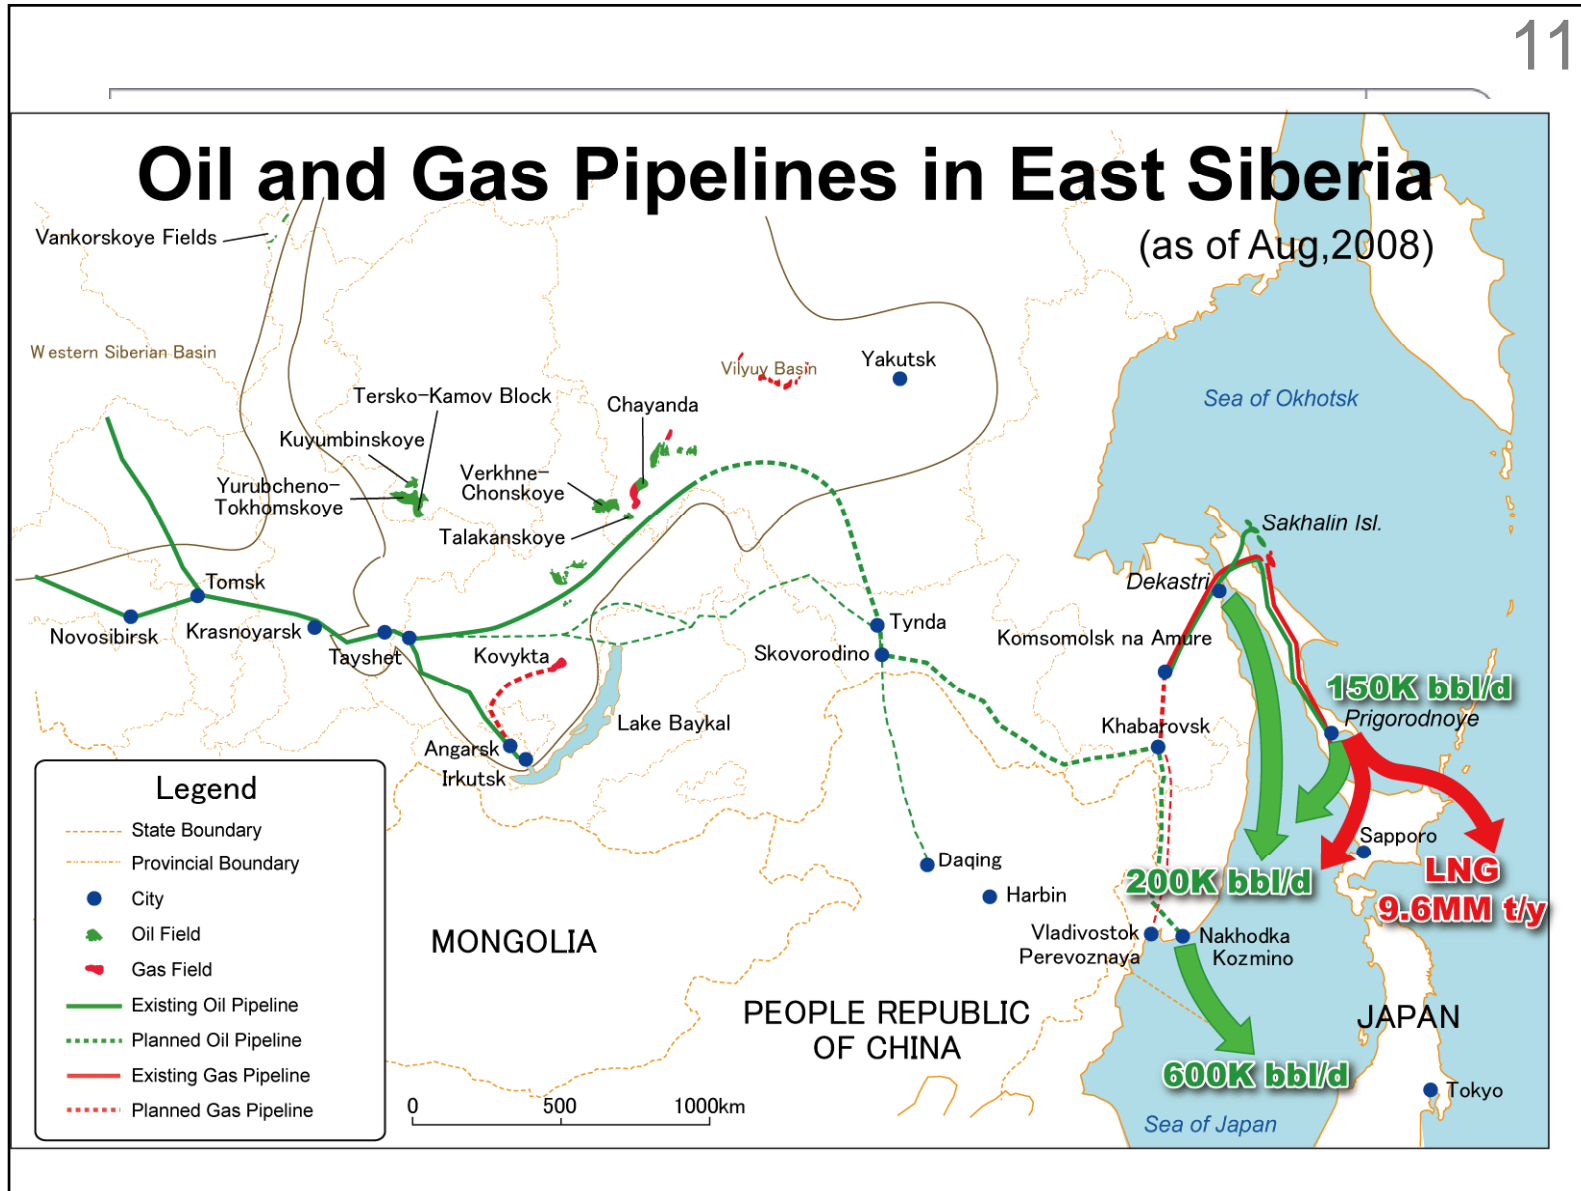 11
Oil and Gas Pipelines in East Siberia
(as of Aug,2008)
Vankorskoye Fields
Western Siberian Basin
Vilyuy Basin
Yakutsk
Sea of Okhotsk
Tersko-Kamov Block
Chayanda
Kuyumbinskoye
Verkhne-
Chonskoye
Yurubcheno-
Tokhomskoye
Talakanskoye
Sakhalin Isl.
Dekastri
Tomsk
Novosibirsk
Krasnoyarsk
Tayshet
Kovykta
Tynda
Skovorodino
Komsomolsk na Amure
150K bbl/d
Prigorodnoye
Lake Baykal
Khabarovsk
Angarsk
Irkutsk
Legend
State Boundary
Provincial Boundary
City
Oil Field
Gas Field
Existing Oil Pipeline
Planned Oil Pipeline
Existing Gas Pipeline
Planned Gas Pipeline
Sapporo
Daqing
200K bbl/d
LNG
9.6MM t/y
Harbin
MONGOLIA
Vladivostok
Perevoznaya
Nakhodka
Kozmino
PEOPLE REPUBLIC
OF CHINA
JAPAN
600K bbl/d
Tokyo
0 500 1000km
Sea of Japan